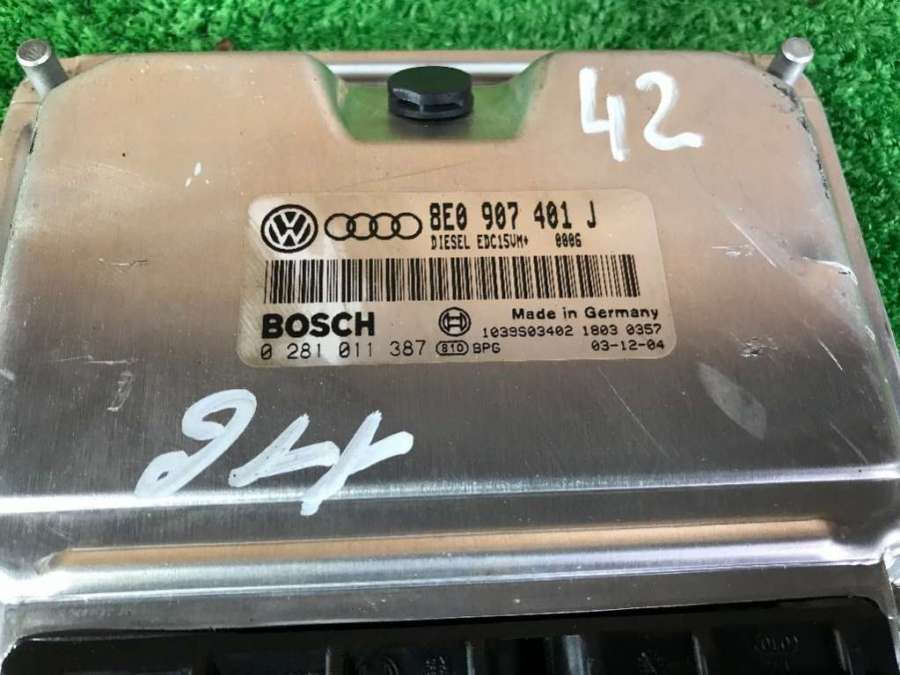 42
8E0 907 401 J
DIESEL EDC15VM+ 0006
BOSCH
Made in Germany
1039S03402 1803 0357
0 281 011 387 810 BPG 03-12-04